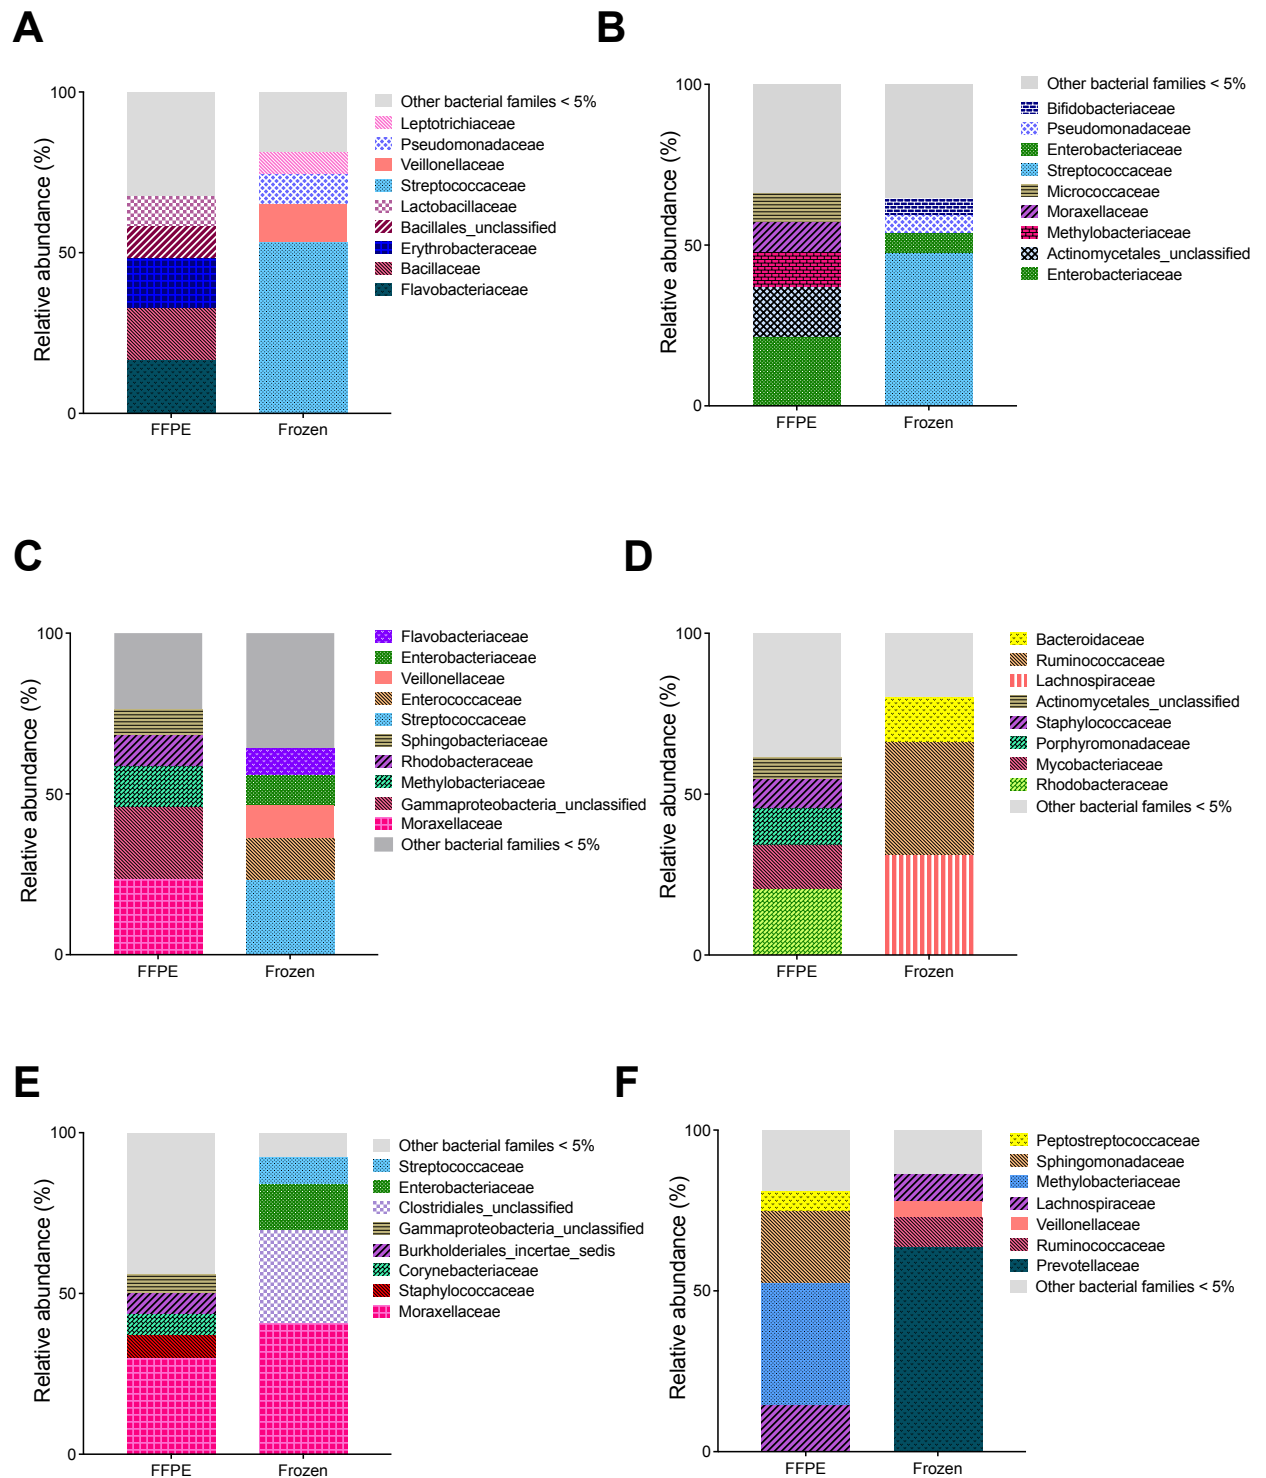 A
Relative abundance (%)
100
50
0
FFPE
Frozen
Other bacterial familes < 5%
Leptotrichiaceae
Pseudomonadaceae
Veillonellaceae
Streptococcaceae
Lactobacillaceae
Bacillales_unclassified
Erythrobacteraceae
Bacillaceae
Flavobacteriaceae
B
Relative abundance (%)
100
50
0
FFPE
Frozen
Other bacterial families < 5%
Bifidobacteriaceae
Pseudomonadaceae
Enterobacteriaceae
Streptococcaceae
Micrococcaceae
Moraxellaceae
Methylobacteriaceae
Actinomycetales_unclassified
Enterobacteriaceae
C
Relative abundance (%)
100
50
0
FFPE
Frozen
Flavobacteriaceae
Enterobacteriaceae
Veillonellaceae
Enterococcaceae
Streptococcaceae
Sphingobacteriaceae
Rhodobacteraceae
Methylobacteriaceae
Gammaproteobacteria_unclassified
Moraxellaceae
Other bacterial families < 5%
D
Relative abundance (%)
100
50
0
FFPE
Frozen
Bacteroidaceae
Ruminococcaceae
Lachnospiraceae
Actinomycetales_unclassified
Staphylococcaceae
Porphyromonadaceae
Mycobacteriaceae
Rhodobacteraceae
Other bacterial familes < 5%
E
Relative abundance (%)
100
50
0
FFPE
Frozen
Other bacterial familes < 5%
Streptococcaceae
Enterobacteriaceae
Clostridiales_unclassified
Gammaproteobacteria_unclassified
Burkholderiales_incertae_sedis
Corynebacteriaceae
Staphylococcaceae
Moraxellaceae
F
Relative abundance (%)
100
50
0
FFPE
Frozen
Peptostreptococcaceae
Sphingomonadaceae
Methylobacteriaceae
Lachnospiraceae
Veillonellaceae
Ruminococcaceae
Prevotellaceae
Other bacterial families < 5%